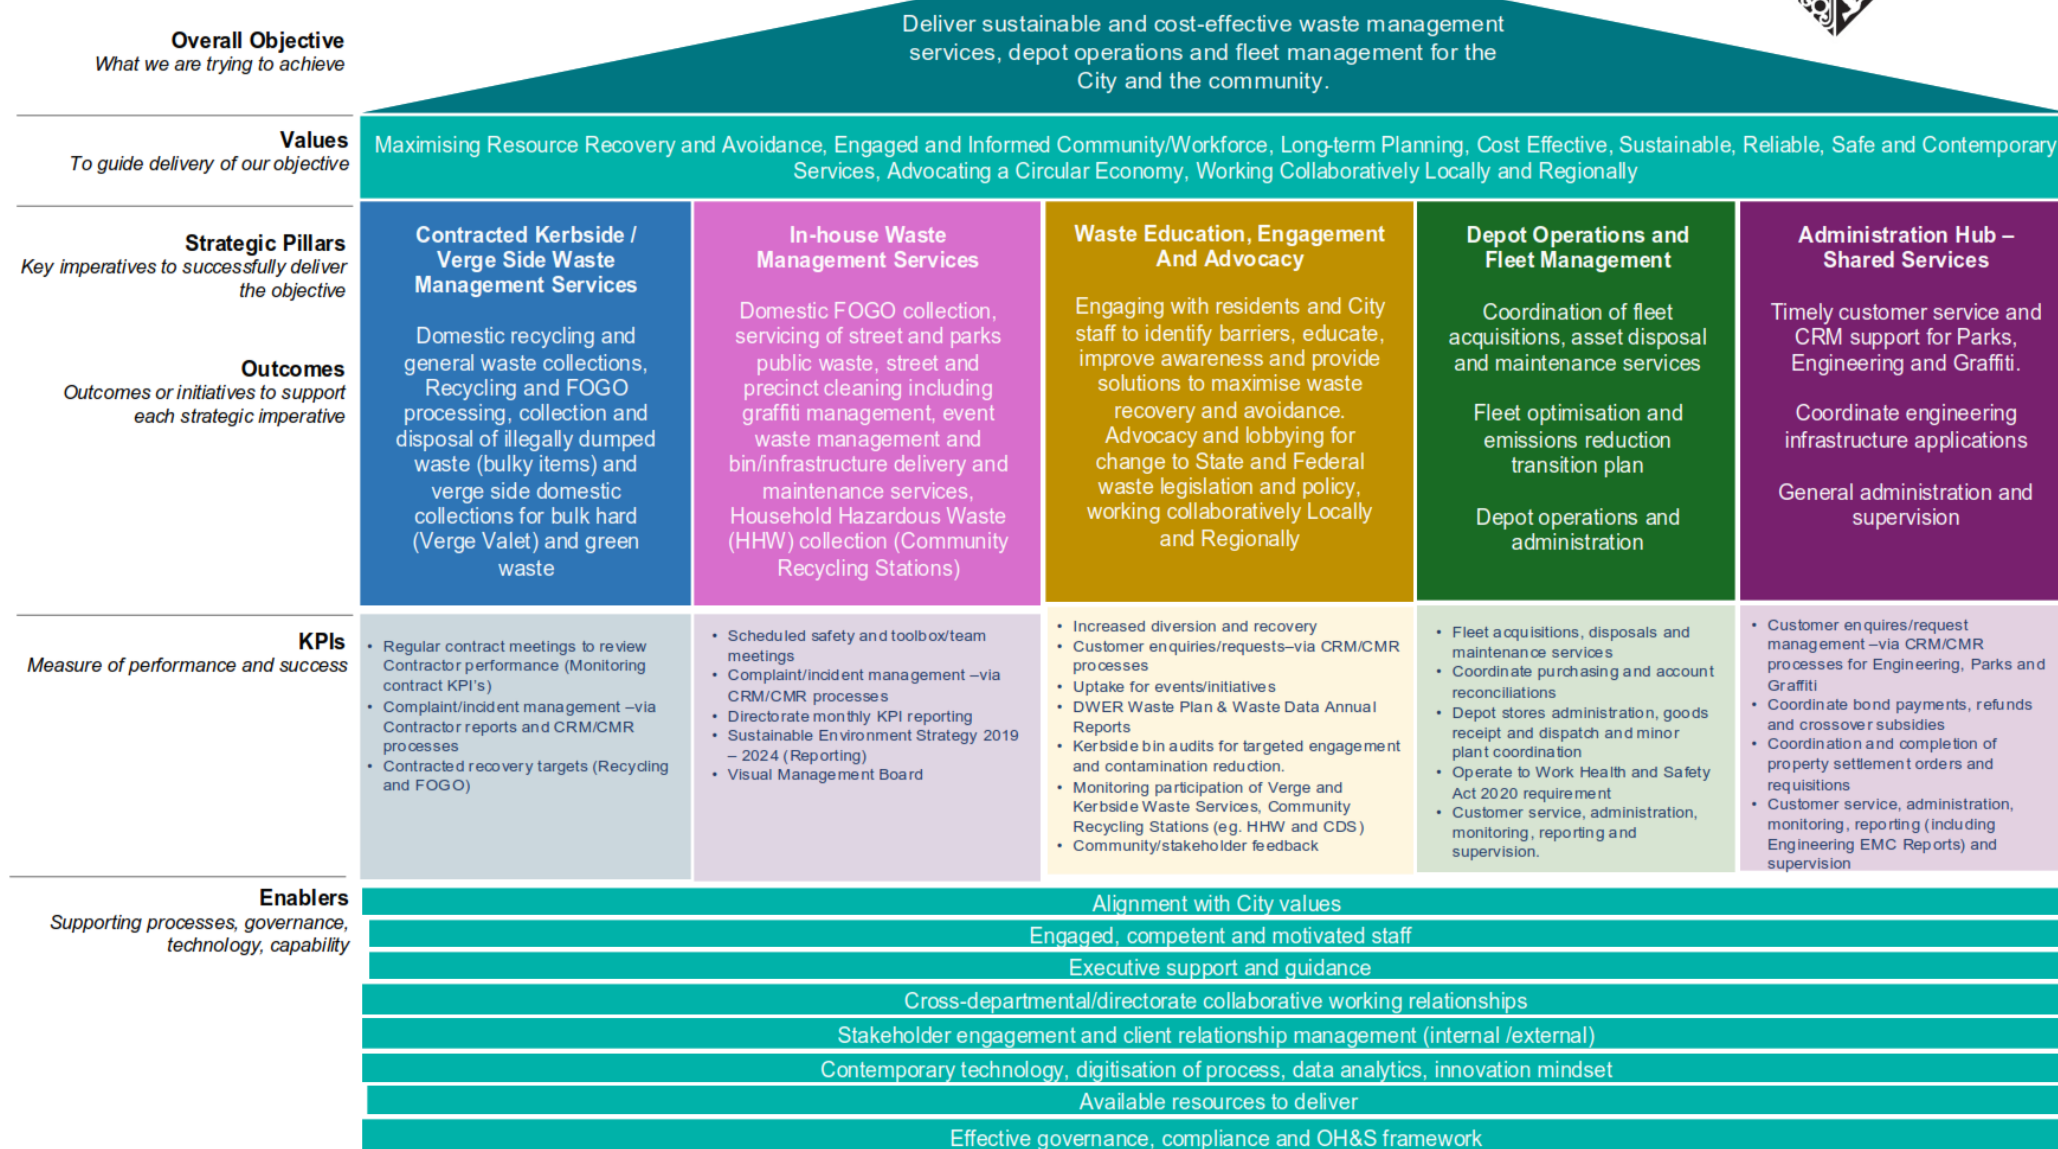 Overall Objective
What we are trying to achieve
Deliver sustainable and cost-effective waste management
services, depot operations and fleet management for the
City and the community.
Values
To guide delivery of our objective
Maximising Resource Recovery and Avoidance, Engaged and Informed Community/Workforce, Long-term Planning, Cost Effective, Sustainable, Reliable, Safe and Contemporary
Services, Advocating a Circular Economy, Working Collaboratively Locally and Regionally
Strategic Pillars
Key imperatives to successfully deliver
the objective
Outcomes
Outcomes or initiatives to support
each strategic imperative
Contracted Kerbside /
Verge Side Waste
Management Services
Domestic recycling and
general waste collections,
Recycling and FOGO
processing, collection and
disposal of illegally dumped
waste (bulky items) and
verge side domestic
collections for bulk hard
(Verge Valet) and green
waste
In-house Waste
Management Services
Domestic FOGO collection,
servicing of street and parks
public waste, street and
precinct cleaning including
graffiti management, event
waste management and
bin/infrastructure delivery and
maintenance services,
Household Hazardous Waste
(HHW) collection (Community
Recycling Stations)
Waste Education, Engagement
And Advocacy
Engaging with residents and City
staff to identify barriers, educate,
improve awareness and provide
solutions to maximise waste
recovery and avoidance.
Advocacy and lobbying for
change to State and Federal
waste legislation and policy,
working collaboratively Locally
and Regionally
Depot Operations and
Fleet Management
Coordination of fleet
acquisitions, asset disposal
and maintenance services
Fleet optimisation and
emissions reduction
transition plan
Depot operations and
administration
Administration Hub –
Shared Services
Timely customer service and
CRM support for Parks,
Engineering and Graffiti.
Coordinate engineering
infrastructure applications
General administration and
supervision
KPIs
Measure of performance and success
• Regular contract meetings to review
Contractor performance (Monitoring
contract KPI's)
• Complaint/incident management –via
Contractor reports and CRM/CMR
processes
• Contracted recovery targets (Recycling
and FOGO)
• Scheduled safety and toolbox/team
meetings
• Complaint/incident management –via
CRM/CMR processes
• Directorate monthly KPI reporting
• Sustainable Environment Strategy 2019
– 2024 (Reporting)
• Visual Management Board
• Increased diversion and recovery
• Customer enquiries/requests–via CRM/CMR
processes
• Uptake for events/initiatives
• DWER Waste Plan & Waste Data Annual
Reports
• Kerbside bin audits for targeted engagement
and contamination reduction.
• Monitoring participation of Verge and
Kerbside Waste Services, Community
Recycling Stations (eg. HHW and CDS)
• Community/stakeholder feedback
• Fleet acquisitions, disposals and
maintenance services
• Coordinate purchasing and account
reconciliations
• Depot stores administration, goods
receipt and dispatch and minor
plant coordination
• Operate to Work Health and Safety
Act 2020 requirement
• Customer service, administration,
monitoring, reporting and
supervision.
• Customer enquires/request
management –via CRM/CMR
processes for Engineering, Parks and
Graffiti
• Coordinate bond payments, refunds
and crossover subsidies
• Coordination and completion of
property settlement orders and
requisitions
• Customer service, administration,
monitoring, reporting (including
Engineering EMC Reports) and
supervision
Enablers
Supporting processes, governance,
technology, capability
Alignment with City values
Engaged, competent and motivated staff
Executive support and guidance
Cross-departmental/directorate collaborative working relationships
Stakeholder engagement and client relationship management (internal /external)
Contemporary technology, digitisation of process, data analytics, innovation mindset
Available resources to deliver
Effective governance, compliance and OH&S framework